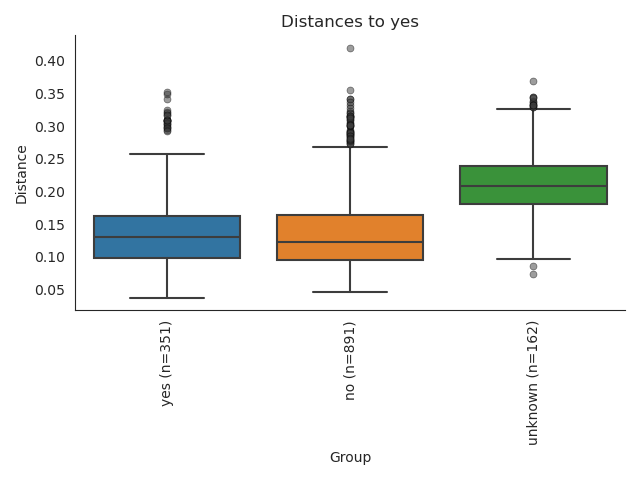 Distances to yes
0.40
0.35
0.30
0.25
0.20
0.15
0.10
0.05
Distance
yes (n=351)
no (n=891)
unknown (n=162)
Group